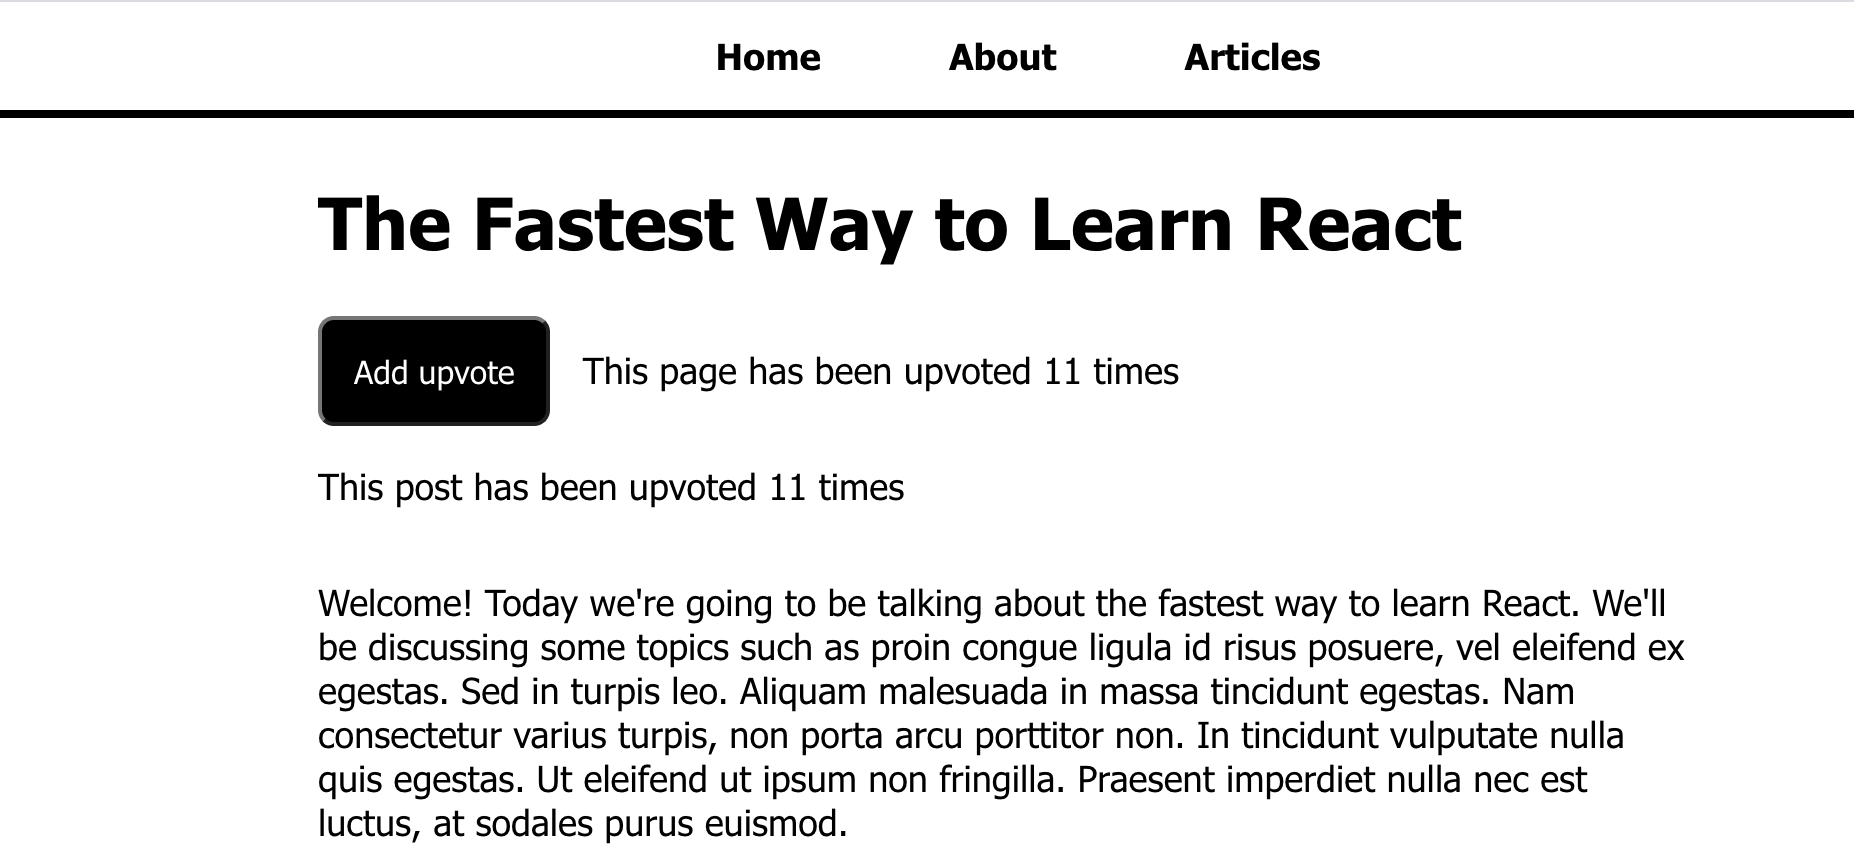 Home About Articles
The Fastest Way to Learn React
Add upvote This page has been upvoted 11 times
This post has been upvoted 11 times
Welcome! Today we're going to be talking about the fastest way to learn React. We'll
be discussing some topics such as proin congue ligula id risus posuere, vel eleifend ex
egestas. Sed in turpis leo. Aliquam malesuada in massa tincidunt egestas. Nam
consectetur varius turpis, non porta arcu porttitor non. In tincidunt vulputate nulla
quis egestas. Ut eleifend ut ipsum non fringilla. Praesent imperdiet nulla nec est
luctus, at sodales purus euismod.